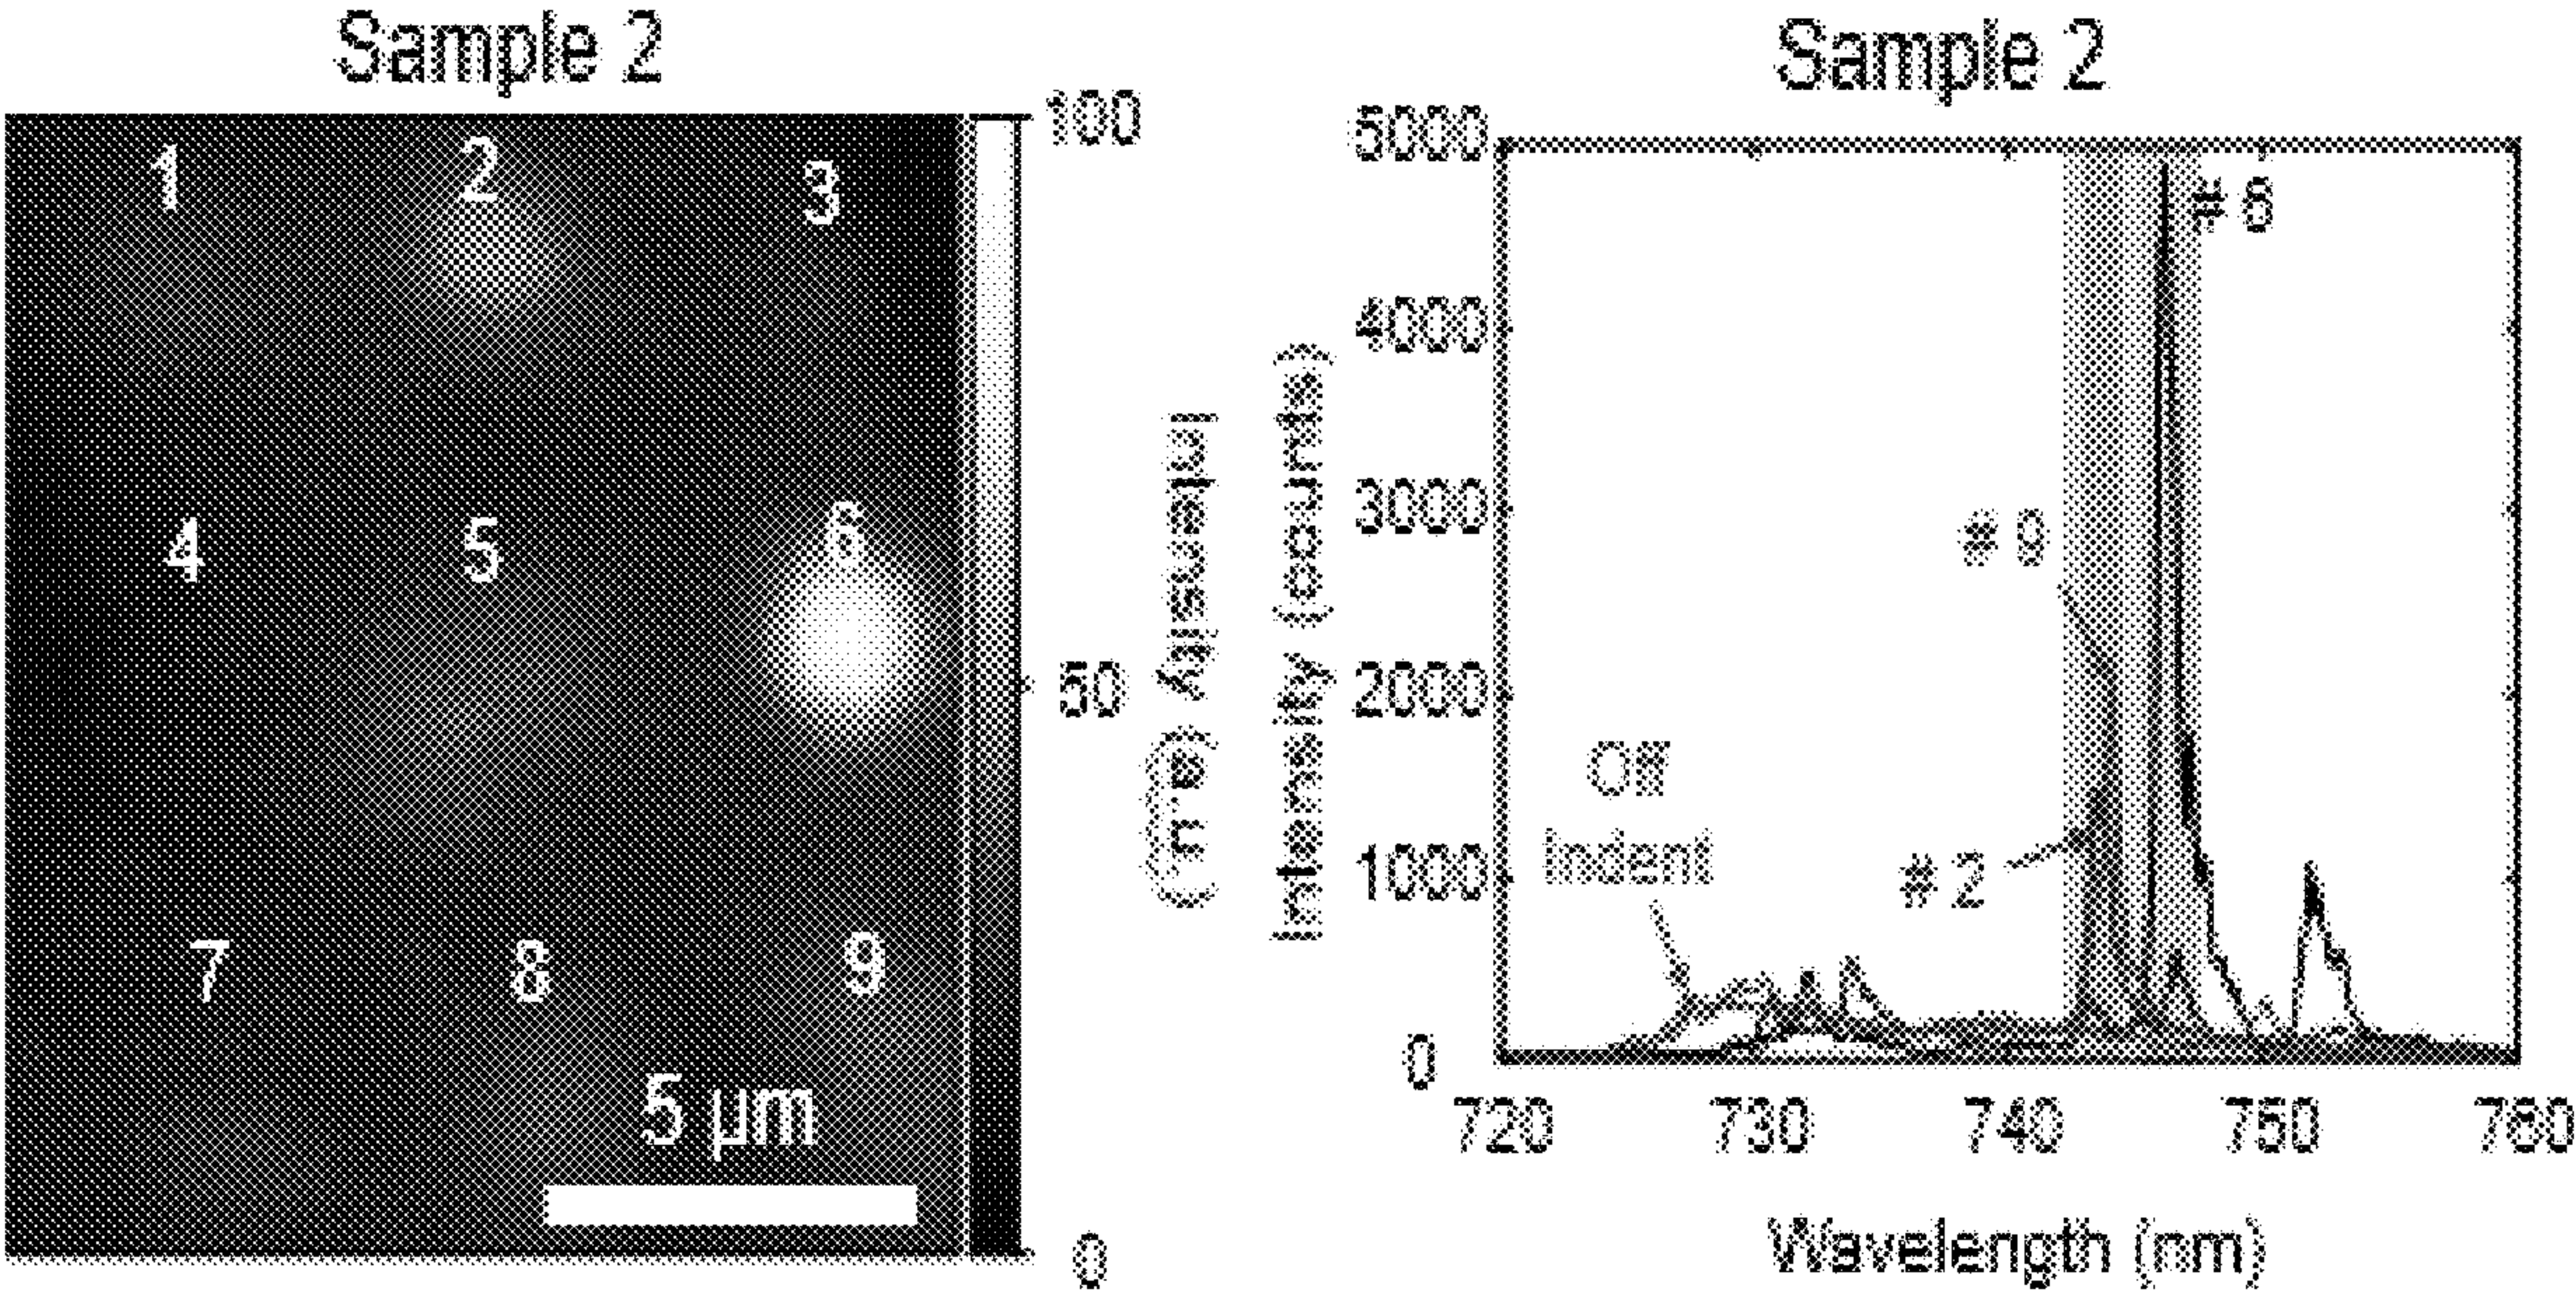 Sample 2
1 2 3
4 5 6
7 8 9
5 μm
100
50
0
Intensity (a.u.)
Sample 2
Intensity (counts)
5000
4000
3000
2000
1000
0
# 6
# 9
# 2
Off
Indent
720 730 740 750 760
Wavelength (nm)